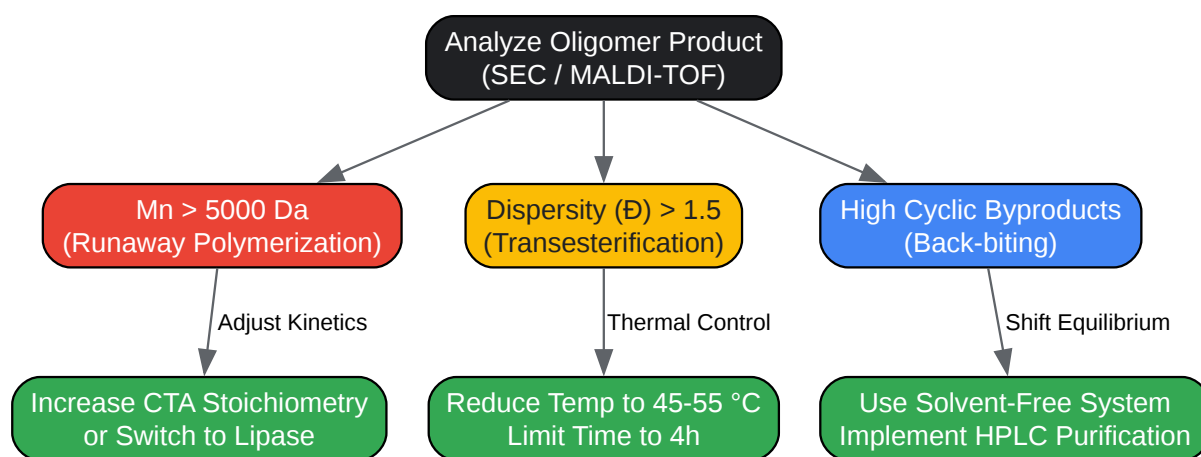 Analyze Oligomer Product
(SEC / MALDI-TOF)
Mn > 5000 Da
(Runaway Polymerization)
Dispersity (Đ) > 1.5
(Transesterification)
High Cyclic Byproducts
(Back-biting)
Adjust Kinetics
Thermal Control
Shift Equilibrium
Increase CTA Stoichiometry
or Switch to Lipase
Reduce Temp to 45-55 °C
Limit Time to 4h
Use Solvent-Free System
Implement HPLC Purification